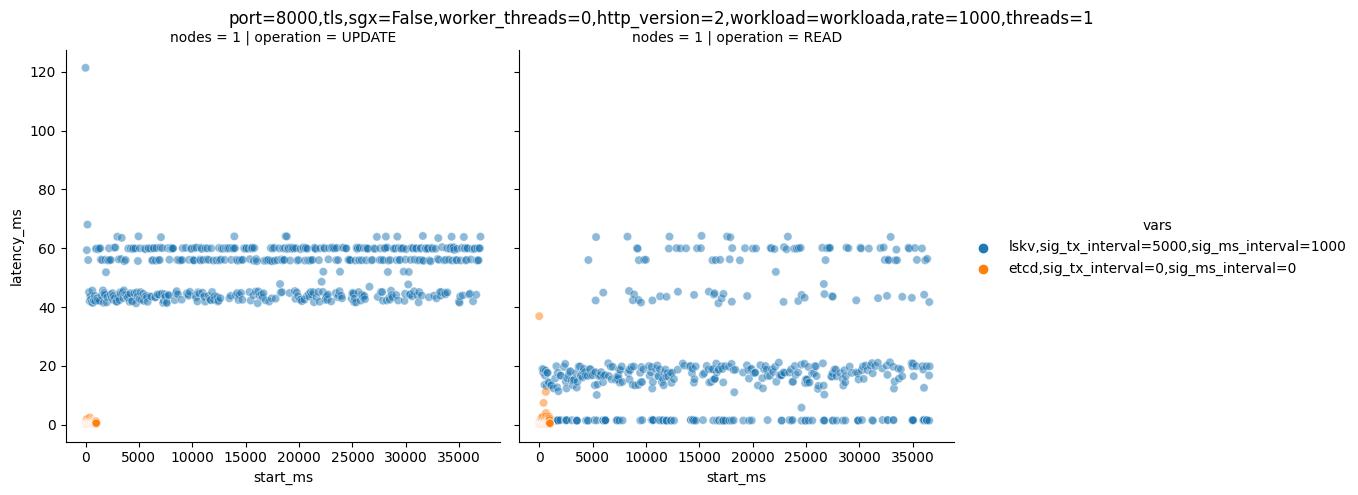 port=8000,tls,sgx=False,worker_threads=0,http_version=2,workload=workloada,rate=1000,threads=1
nodes = 1 | operation = UPDATE
nodes = 1 | operation = READ
120
100
80
60
40
20
0
latency_ms
0 5000 10000 15000 20000 25000 30000 35000
start_ms
0 5000 10000 15000 20000 25000 30000 35000
start_ms
vars
lskv,sig_tx_interval=5000,sig_ms_interval=1000
etcd,sig_tx_interval=0,sig_ms_interval=0